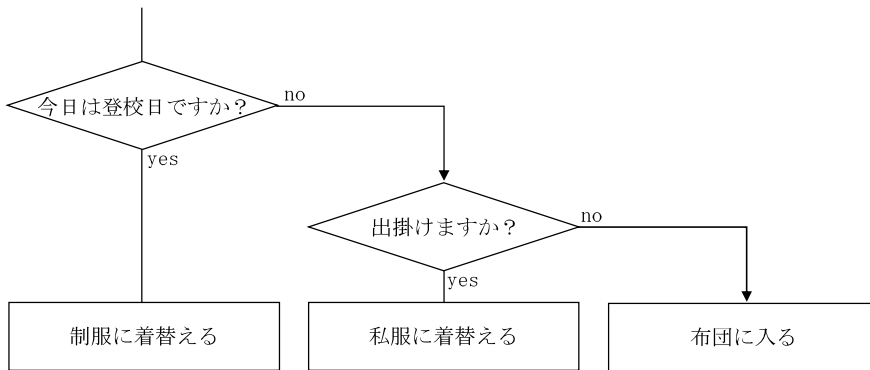 今日は登校日ですか？
no
yes
出掛けますか？
no
yes
制服に着替える
私服に着替える
布団に入る